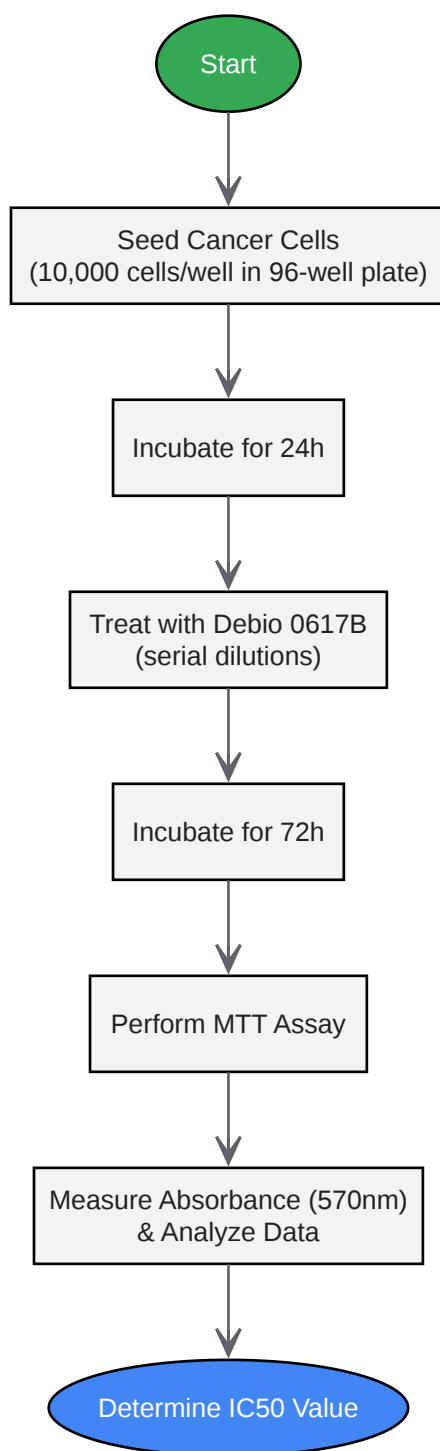 Start
Seed Cancer Cells
(10,000 cells/well in 96-well plate)
Incubate for 24h
Treat with Debio 0617B
(serial dilutions)
Incubate for 72h
Perform MTT Assay
Measure Absorbance (570nm)
& Analyze Data
Determine IC50 Value